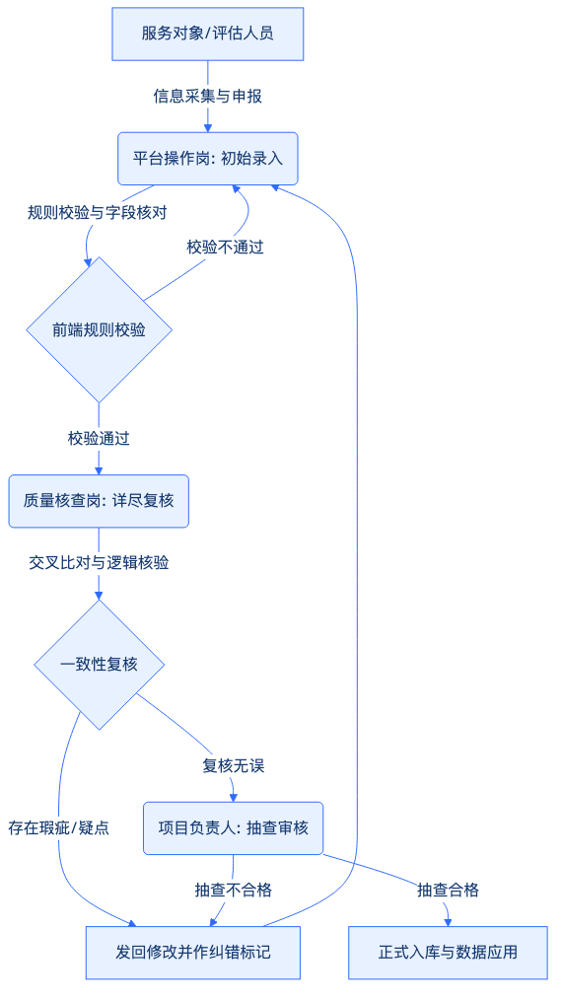 服务对象/评估人员
信息采集与申报
平台操作岗: 初始录入
规则校验与字段核对
校验不通过
前端规则校验
校验通过
质量核查岗: 详尽复核
交叉比对与逻辑核验
一致性复核
复核无误
存在瑕疵/疑点
项目负责人: 抽查审核
抽查不合格
抽查合格
发回修改并作纠错标记
正式入库与数据应用